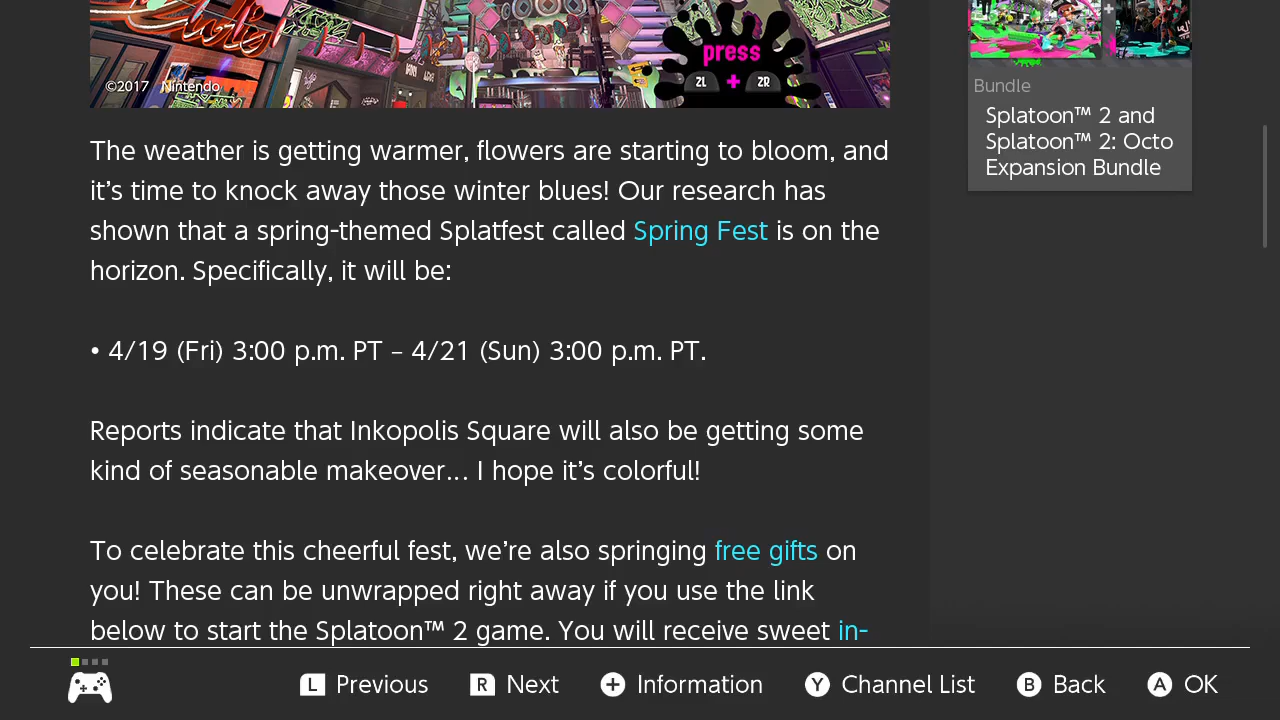 press
ZL + ZR
©2017 Nintendo
The weather is getting warmer, flowers are starting to bloom, and
it's time to knock away those winter blues! Our research has
shown that a spring-themed Splatfest called Spring Fest is on the
horizon. Specifically, it will be:
• 4/19 (Fri) 3:00 p.m. PT – 4/21 (Sun) 3:00 p.m. PT.
Reports indicate that Inkopolis Square will also be getting some
kind of seasonable makeover... I hope it's colorful!
To celebrate this cheerful fest, we're also springing free gifts on
you! These can be unwrapped right away if you use the link
below to start the Splatoon™ 2 game. You will receive sweet in-
Bundle
Splatoon™ 2 and
Splatoon™ 2: Octo
Expansion Bundle
L Previous R Next + Information Y Channel List B Back A OK